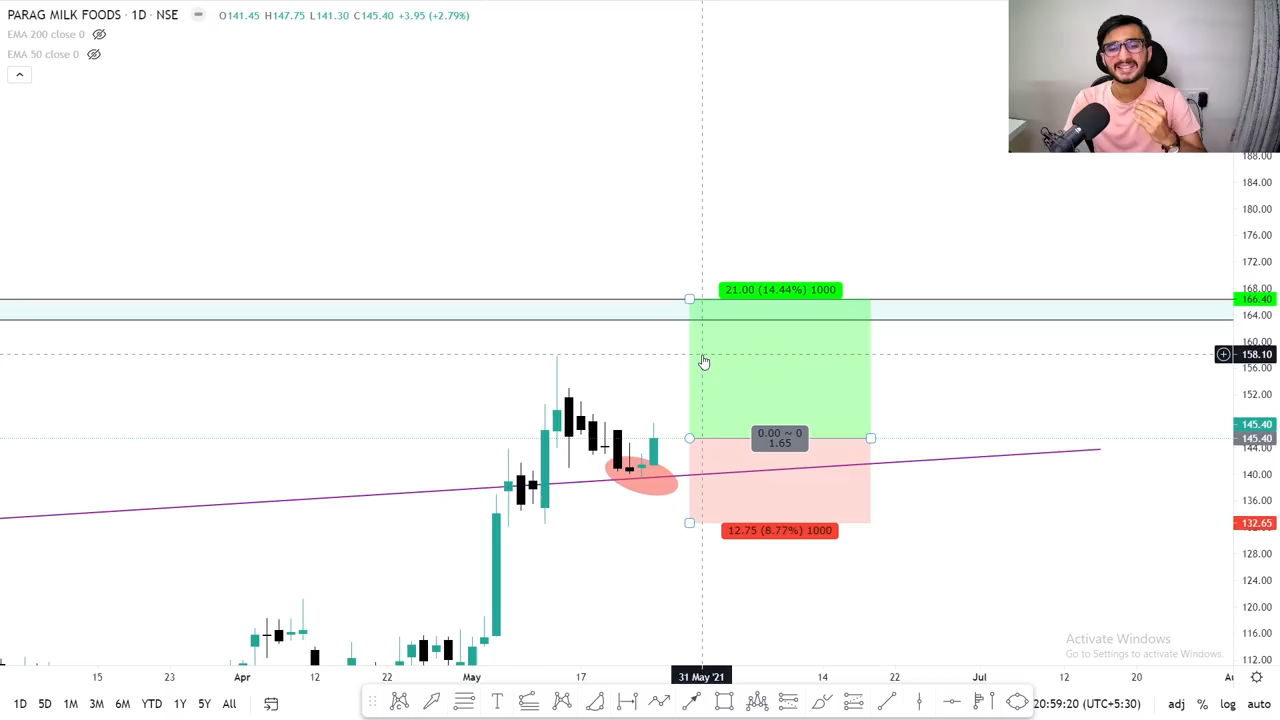 PARAG MILK FOODS · 1D · NSE
O141.45 H147.75 L141.30 C145.40 +3.95 (+2.79%)
EMA 200 close 0
EMA 50 close 0
188.00
184.00
180.00
176.00
172.00
168.00
166.40
164.00
160.00
158.10
156.00
152.00
148.00
145.40
145.40
144.00
140.00
136.00
132.65
128.00
124.00
120.00
116.00
112.00
21.00 (14.44%) 1000
0.00 ~ 0
1.65
12.75 (8.77%) 1000
Activate Windows
Go to Settings to activate Windows.
15 23 Apr 12 22 May 17 31 May '21 14 22 Jul 12 20
1D 5D 1M 3M 6M YTD 1Y 5Y All
20:59:20 (UTC+5:30) adj % log auto